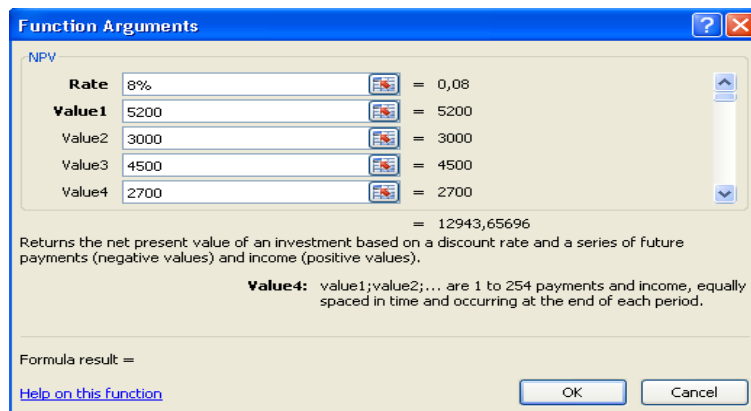 Function Arguments
NPV
Rate 8% = 0,08
Value1 5200 = 5200
Value2 3000 = 3000
Value3 4500 = 4500
Value4 2700 = 2700
= 12943,65696
Returns the net present value of an investment based on a discount rate and a series of future
payments (negative values) and income (positive values).
Value4: value1;value2;... are 1 to 254 payments and income, equally
spaced in time and occurring at the end of each period.
Formula result =
Help on this function OK Cancel